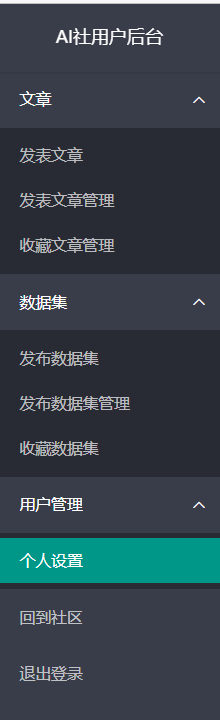 AI社用户后台
文章
发表文章
发表文章管理
收藏文章管理
数据集
发布数据集
发布数据集管理
收藏数据集
用户管理
个人设置
回到社区
退出登录